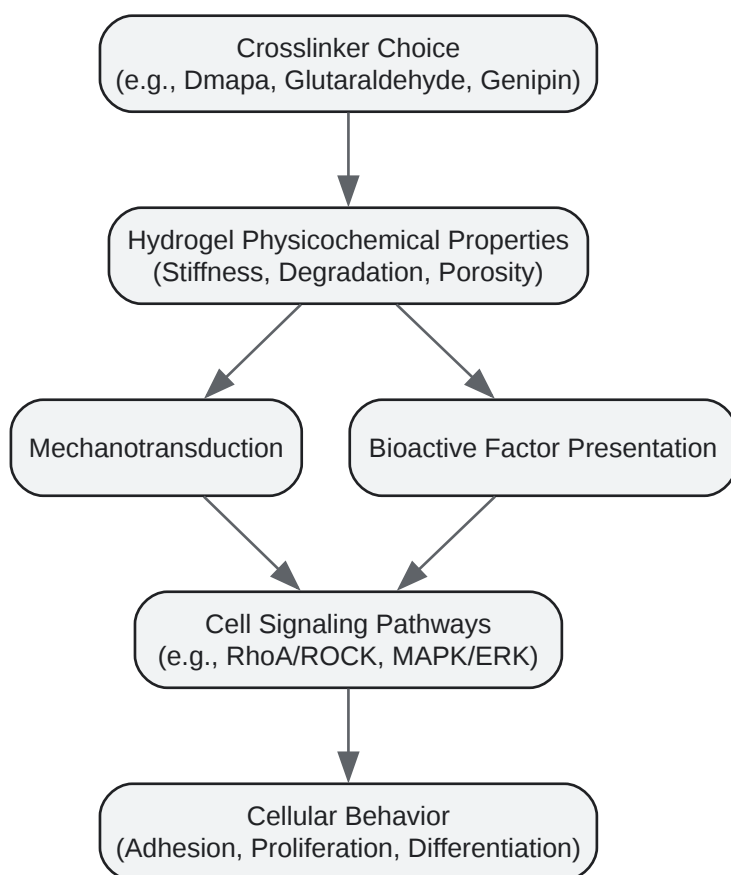 Crosslinker Choice
(e.g., Dmapa, Glutaraldehyde, Genipin)
Hydrogel Physicochemical Properties
(Stiffness, Degradation, Porosity)
Mechanotransduction
Bioactive Factor Presentation
Cell Signaling Pathways
(e.g., RhoA/ROCK, MAPK/ERK)
Cellular Behavior
(Adhesion, Proliferation, Differentiation)